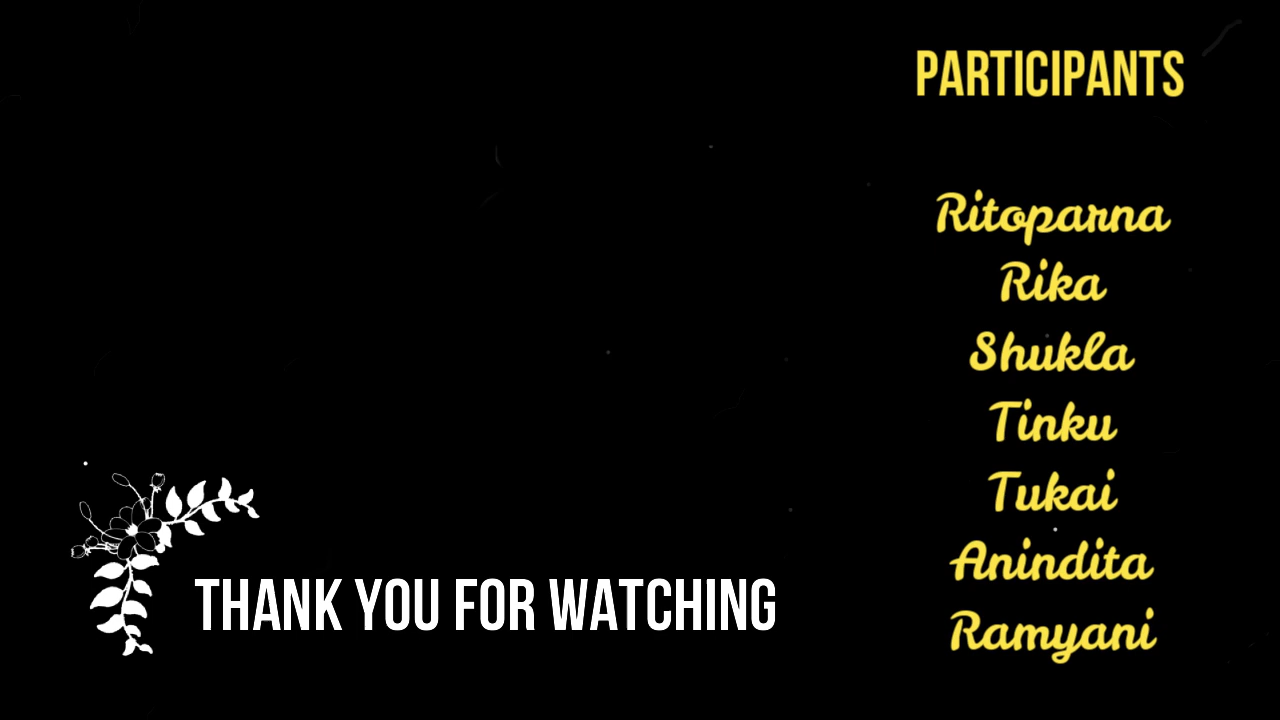 PARTICIPANTS
Ritoparna
Rika
Shukla
Tinku
Tukai
Anindita
Ramyani
THANK YOU FOR WATCHING